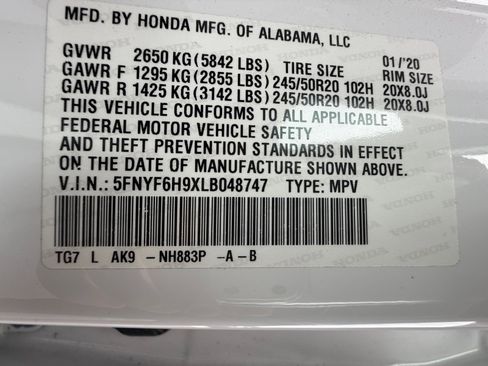 MFD. BY HONDA MFG. OF ALABAMA, LLC
GVWR 2650 KG (5842 LBS) TIRE SIZE 01/'20 RIM SIZE
GAWR F 1295 KG (2855 LBS) 245/50R20 102H 20X8.0J
GAWR R 1425 KG (3142 LBS) 245/50R20 102H 20X8.0J
THIS VEHICLE CONFORMS TO ALL APPLICABLE
FEDERAL MOTOR VEHICLE SAFETY
AND THEFT PREVENTION STANDARDS IN EFFECT
ON THE DATE OF MANUFACTURE SHOWN ABOVE.
V.I.N.: 5FNYF6H9XLB048747 TYPE: MPV
TG7 L AK9 -NH883P -A-B